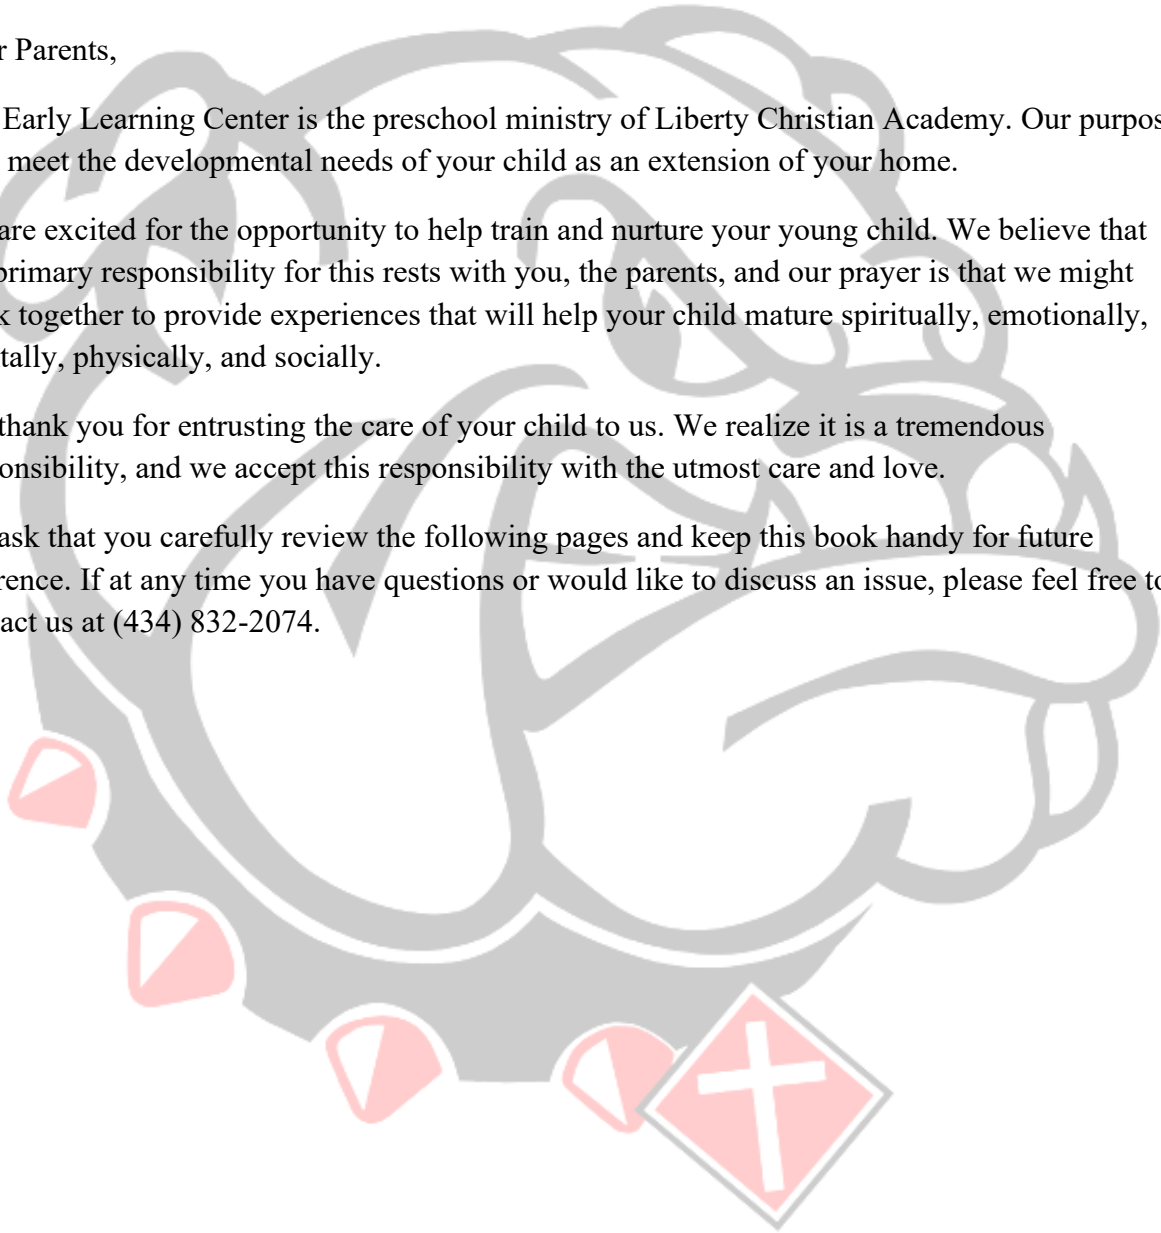 r Parents,
Early Learning Center is the preschool ministry of Liberty Christian Academy. Our purpos
meet the developmental needs of your child as an extension of your home.
are excited for the opportunity to help train and nurture your young child. We believe that
primary responsibility for this rests with you, the parents, and our prayer is that we might
k together to provide experiences that will help your child mature spiritually, emotionally,
tally, physically, and socially.
thank you for entrusting the care of your child to us. We realize it is a tremendous
onsibility, and we accept this responsibility with the utmost care and love.
ask that you carefully review the following pages and keep this book handy for future
rence. If at any time you have questions or would like to discuss an issue, please feel free to
act us at (434) 832-2074.